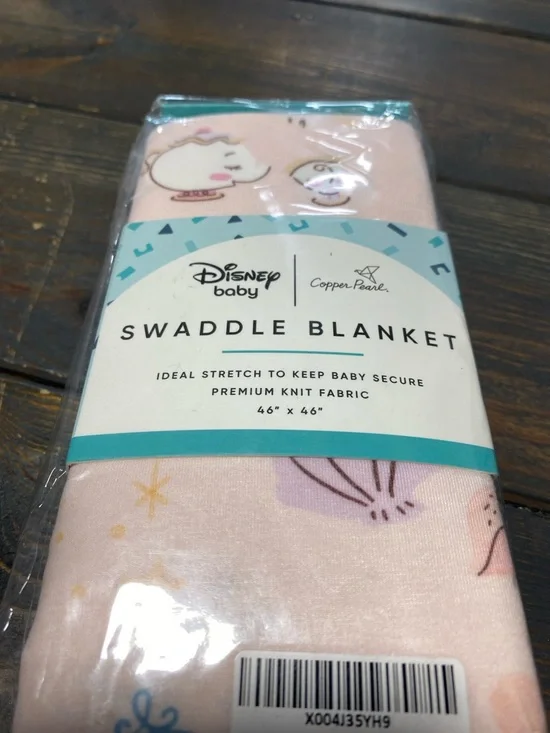 Disney
baby
Copper Pearl.
SWADDLE BLANKET
IDEAL STRETCH TO KEEP BABY SECURE
PREMIUM KNIT FABRIC
46" x 46"
X004J35YH9